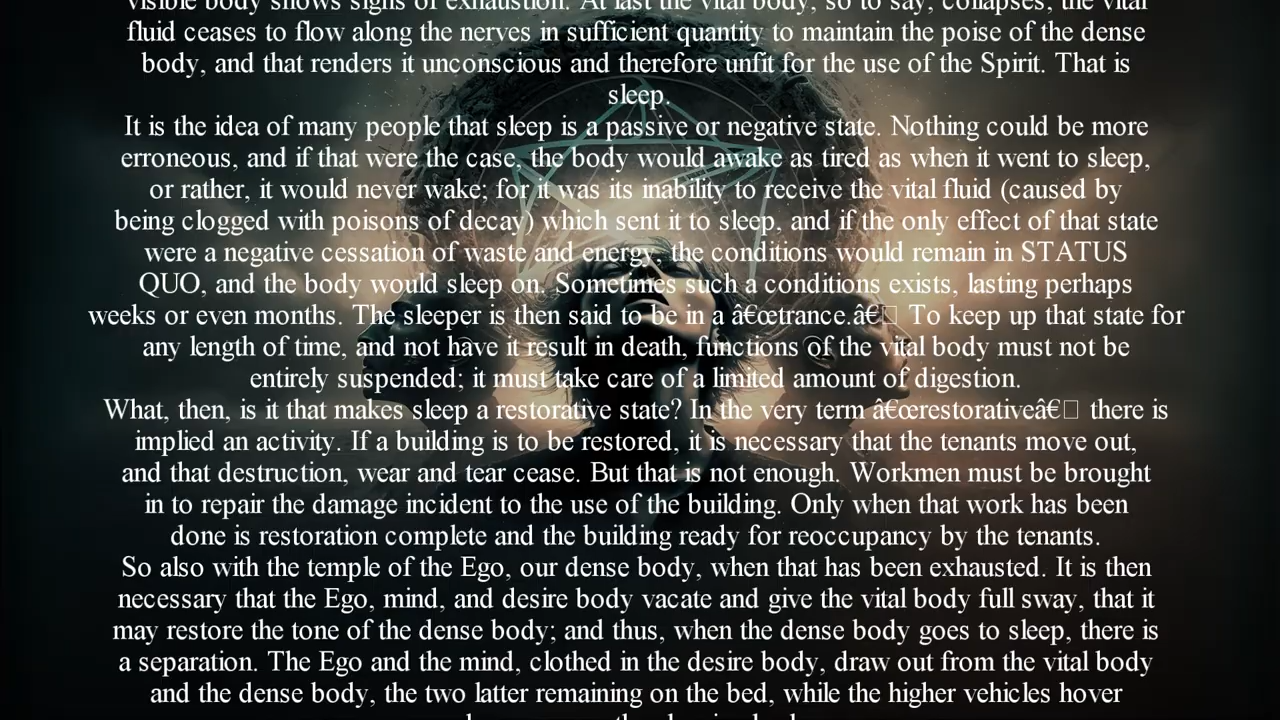 visible body shows signs of exhaustion. At last the vital body, so to say, collapses, the vital
fluid ceases to flow along the nerves in sufficient quantity to maintain the poise of the dense
body, and that renders it unconscious and therefore unfit for the use of the Spirit. That is
sleep.
It is the idea of many people that sleep is a passive or negative state. Nothing could be more
erroneous, and if that were the case, the body would awake as tired as when it went to sleep,
or rather, it would never wake; for it was its inability to receive the vital fluid (caused by
being clogged with poisons of decay) which sent it to sleep, and if the only effect of that state
were a negative cessation of waste and energy, the conditions would remain in STATUS
QUO, and the body would sleep on. Sometimes such a conditions exists, lasting perhaps
weeks or even months. The sleeper is then said to be in a â€œtrance.â€□ To keep up that state for
any length of time, and not have it result in death, functions of the vital body must not be
entirely suspended; it must take care of a limited amount of digestion.
What, then, is it that makes sleep a restorative state? In the very term â€œrestorativeâ€□ there is
implied an activity. If a building is to be restored, it is necessary that the tenants move out,
and that destruction, wear and tear cease. But that is not enough. Workmen must be brought
in to repair the damage incident to the use of the building. Only when that work has been
done is restoration complete and the building ready for reoccupancy by the tenants.
So also with the temple of the Ego, our dense body, when that has been exhausted. It is then
necessary that the Ego, mind, and desire body vacate and give the vital body full sway, that it
may restore the tone of the dense body; and thus, when the dense body goes to sleep, there is
a separation. The Ego and the mind, clothed in the desire body, draw out from the vital body
and the dense body, the two latter remaining on the bed, while the higher vehicles hover